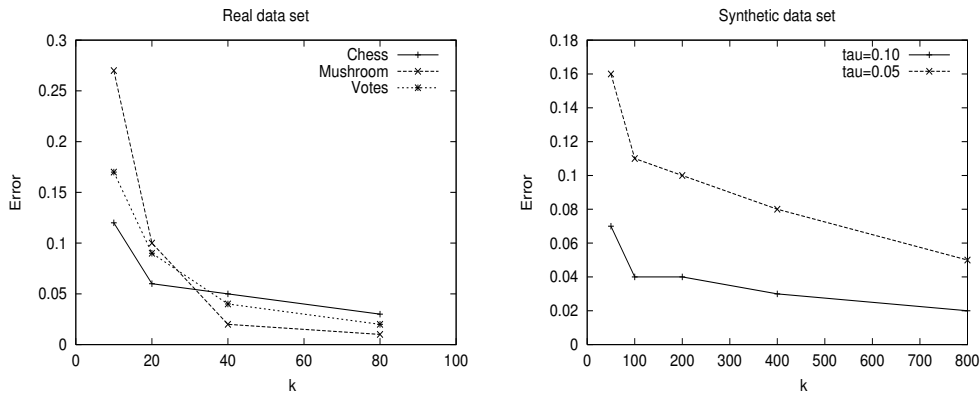 Real data set
0.3
0.25
0.2
0.15
0.1
0.05
0
0 20 40 60 80 100
Error
k
Chess
Mushroom
Votes
Synthetic data set
0.18
0.16
0.14
0.12
0.1
0.08
0.06
0.04
0.02
0
0 100 200 300 400 500 600 700 800
Error
k
tau=0.10
tau=0.05